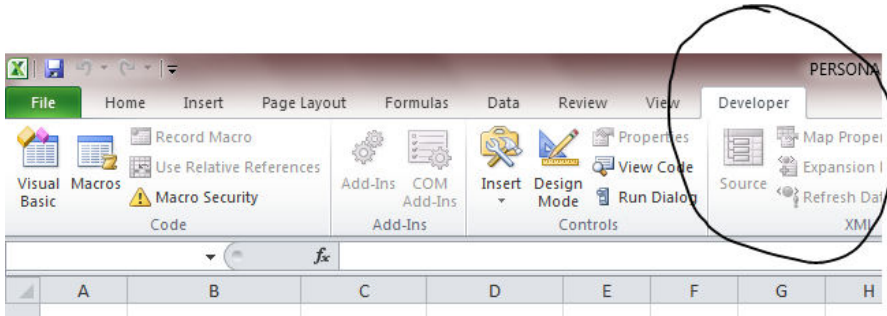 PERSONA
File Home Insert Page Layout Formulas Data Review View Developer
Record Macro Properties Map Proper
Use Relative References View Code Expansion
Visual Basic Macros Macro Security Add-Ins COM Add-Ins Insert Design Mode Run Dialog Source Refresh Dat
Code Add-Ins Controls XML
fx
A B C D E F G H